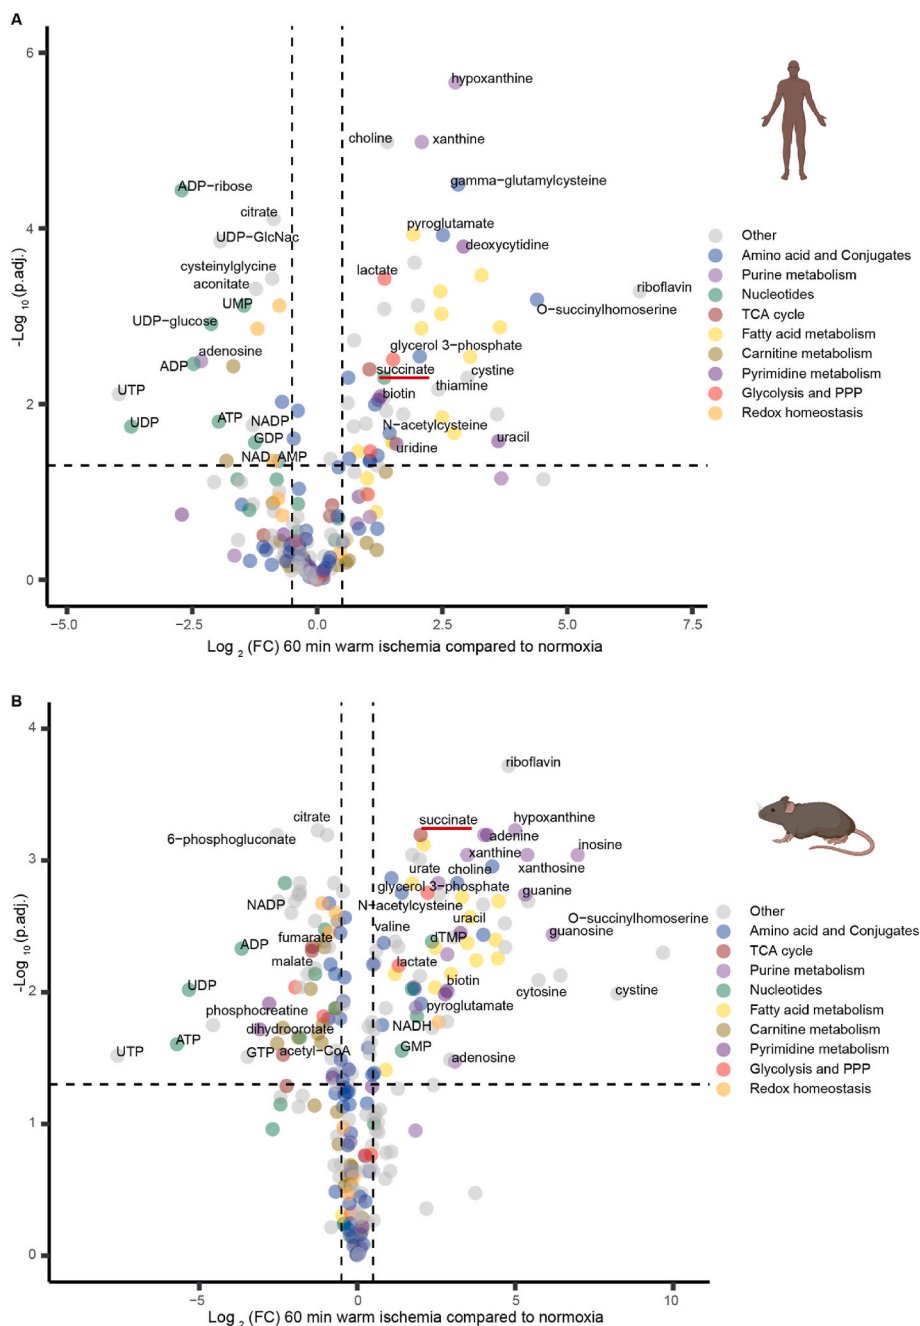 A
6
4
2
0
-Log 10 (p.adj.)
hypoxanthine
choline
xanthine
ADP−ribose
gamma−glutamylcysteine
citrate
pyroglutamate
UDP−GlcNac
deoxycytidine
cysteinylglycine
lactate
aconitate
riboflavin
UMP
O−succinylhomoserine
UDP−glucose
adenosine
glycerol 3−phosphate
ADP
succinate
cystine
UTP
thiamine
biotin
UDP
ATP
NADP
N−acetylcysteine
GDP
uracil
uridine
NAD
AMP
−5.0
−2.5
0.0
2.5
5.0
7.5
Log 2 (FC) 60 min warm ischemia compared to normoxia
Other
Amino acid and Conjugates
Purine metabolism
Nucleotides
TCA cycle
Fatty acid metabolism
Carnitine metabolism
Pyrimidine metabolism
Glycolysis and PPP
Redox homeostasis
B
4
3
2
1
0
-Log 10 (p.adj.)
riboflavin
citrate
succinate
hypoxanthine
6−phosphogluconate
adenine
inosine
xanthine
urate
choline
xanthosine
glycerol 3−phosphate
guanine
NADP
N−acetylcysteine
uracil
O−succinylhomoserine
valine
guanosine
fumarate
dTMP
ADP
malate
lactate
UDP
biotin
cytosine
cystine
phosphocreatine
pyroglutamate
dihydroorotate
NADH
ATP
UTP
GTP
acetyl−CoA
GMP
adenosine
−5
0
5
10
Log 2 (FC) 60 min warm ischemia compared to normoxia
Other
Amino acid and Conjugates
TCA cycle
Purine metabolism
Nucleotides
Fatty acid metabolism
Carnitine metabolism
Pyrimidine metabolism
Glycolysis and PPP
Redox homeostasis